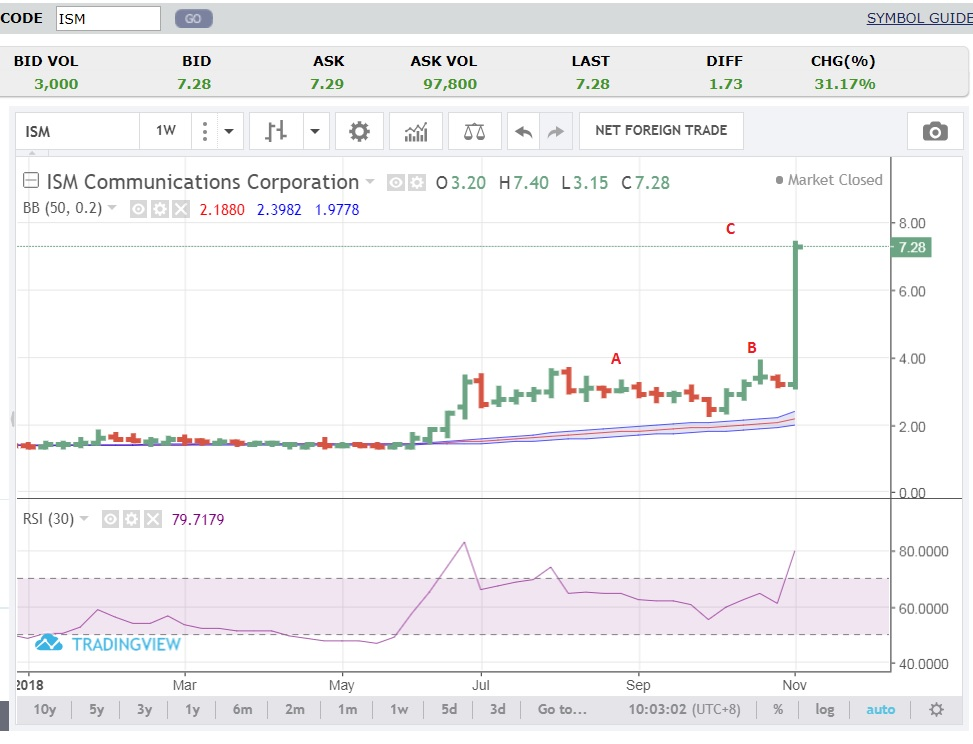 CODE ISM GO SYMBOL GUIDE
BID VOL BID ASK ASK VOL LAST DIFF CHG(%)
3,000 7.28 7.29 97,800 7.28 1.73 31.17%
ISM 1W NET FOREIGN TRADE
ISM Communications Corporation O3.20 H7.40 L3.15 C7.28 Market Closed
BB (50, 0.2) 2.1880 2.3982 1.9778
C
8.00
7.28
6.00
A B
4.00
2.00
0.00
RSI (30) 79.7179
80.0000
60.0000
TRADINGVIEW
40.0000
2018 Mar May Jul Sep Nov
10y 5y 3y 1y 6m 2m 1m 1w 5d 3d Go to... 10:03:02 (UTC+8) % log auto